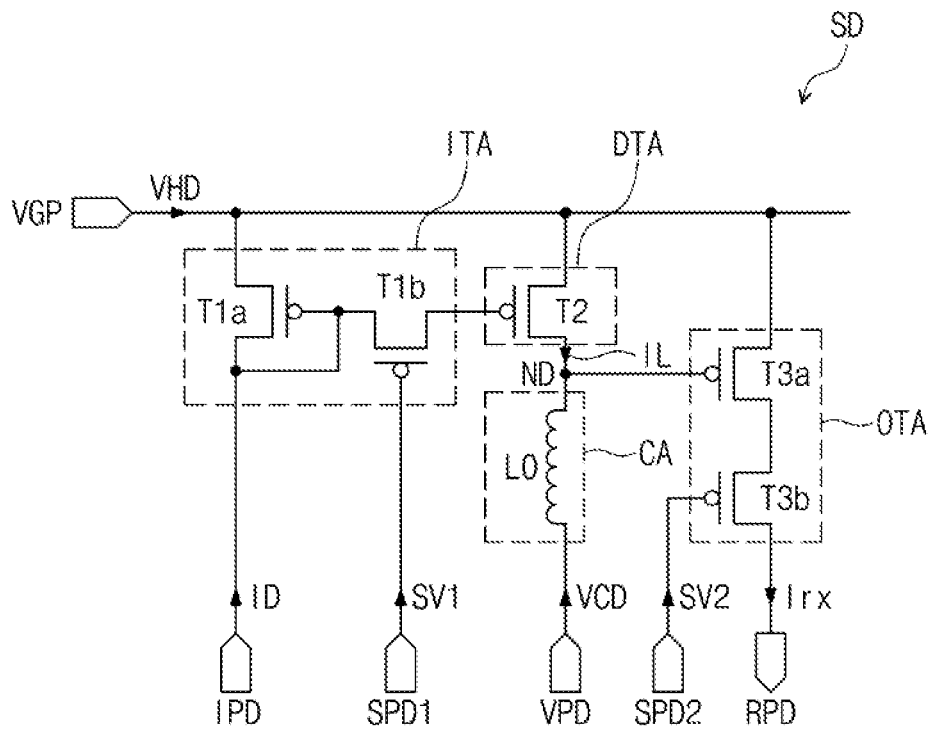 SD
ITA
DTA
VGP
VHD
T1a
T1b
T2
ND
IL
T3a
OTA
L0
CA
T3b
ID
SV1
VCD
SV2
Irx
IPD
SPD1
VPD
SPD2
RPD